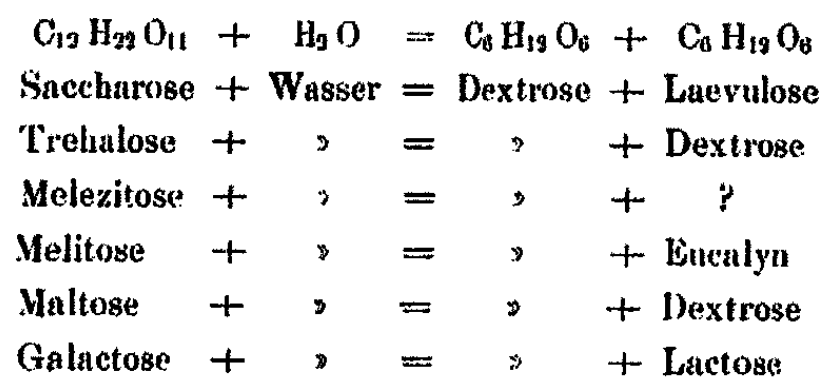 C₁₂ H₂₂ O₁₁ + H₂ O = C₆ H₁₂ O₆ + C₆ H₁₂ O₆
Saccharose + Wasser = Dextrose + Laevulose
Trehalose + » = » + Dextrose
Melezitose + » = » + ?
Melitose + » = » + Eucalyn
Maltose + » = » + Dextrose
Galactose + » = » + Lactose